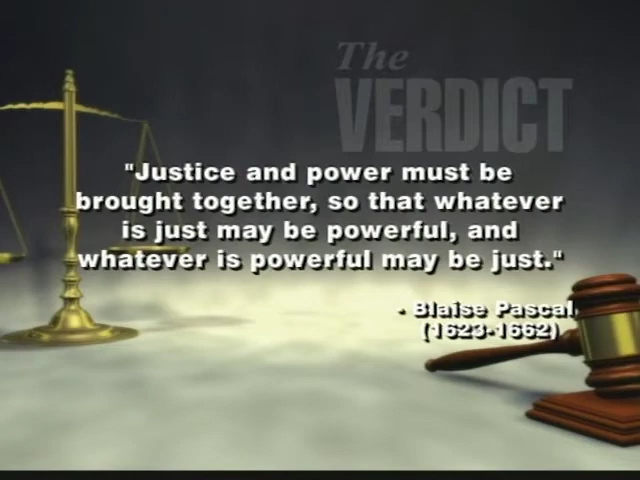 The
VERDICT
"Justice and power must be
brought together, so that whatever
is just may be powerful, and
whatever is powerful may be just."
- Blaise Pascal
(1623-1662)